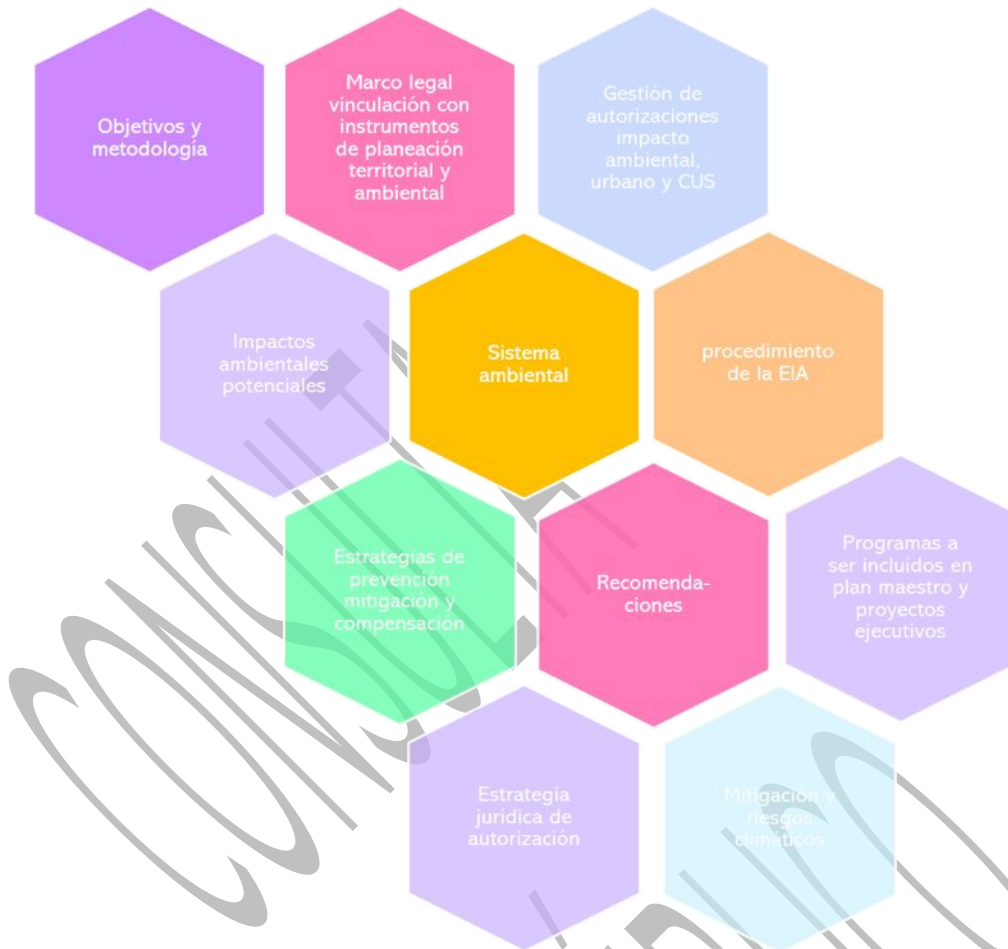 Objetivos y
metodología
Marco legal
vinculación con
instrumentos
de planeación
territorial y
ambiental
Gestión de
autorizaciones
impacto
ambiental,
urbano y CUS
Impactos
ambientales
potenciales
Sistema
ambiental
procedimiento
de la EIA
Estrategias de
prevención
mitigación y
compensación
Recomenda-
ciones
Programas a
ser incluidos en
plan maestro y
proyectos
ejecutivos
Estrategia
jurídica de
autorización
Mitigación y
riesgos
climáticos